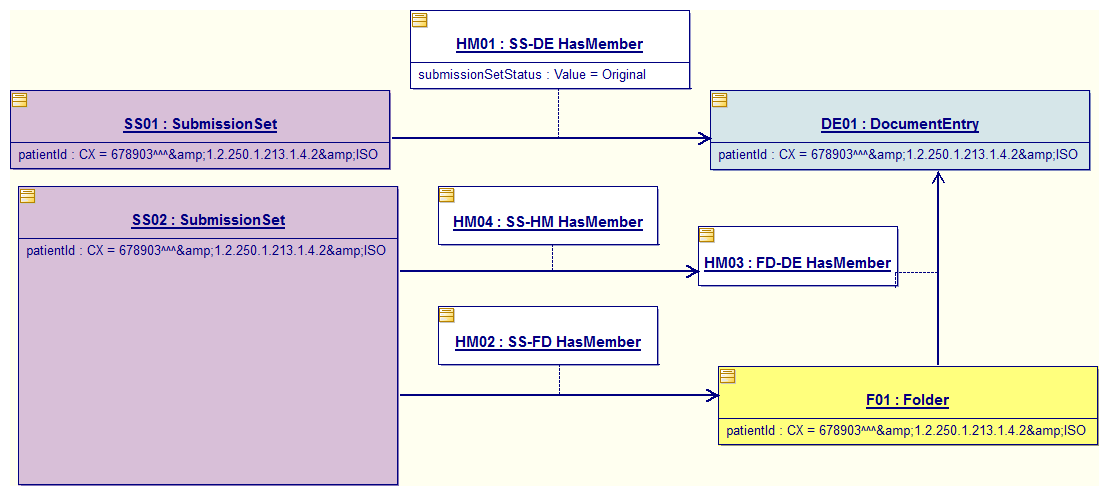 HM01 : SS-DE HasMember
submissionSetStatus : Value = Original
SS01 : SubmissionSet
patientId : CX = 678903^^^&amp;1.2.250.1.213.1.4.2&amp;ISO
DE01 : DocumentEntry
patientId : CX = 678903^^^&amp;1.2.250.1.213.1.4.2&amp;ISO
SS02 : SubmissionSet
patientId : CX = 678903^^^&amp;1.2.250.1.213.1.4.2&amp;ISO
HM04 : SS-HM HasMember
HM03 : FD-DE HasMember
HM02 : SS-FD HasMember
F01 : Folder
patientId : CX = 678903^^^&amp;1.2.250.1.213.1.4.2&amp;ISO